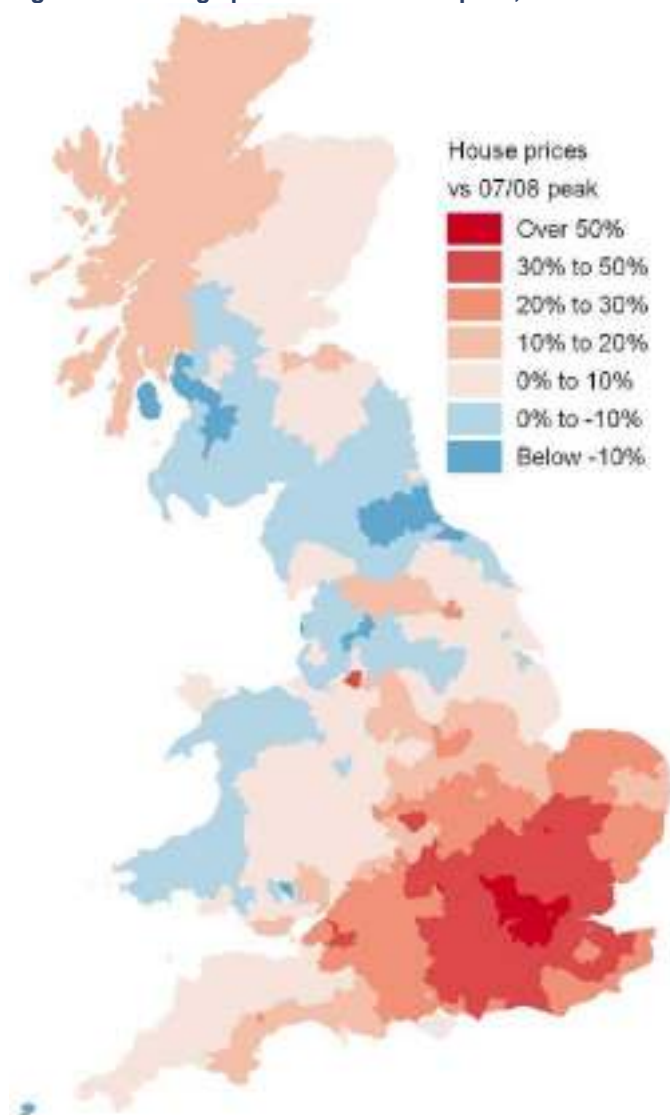 House prices
vs 07/08 peak
Over 50%
30% to 50%
20% to 30%
10% to 20%
0% to 10%
0% to -10%
Below -10%